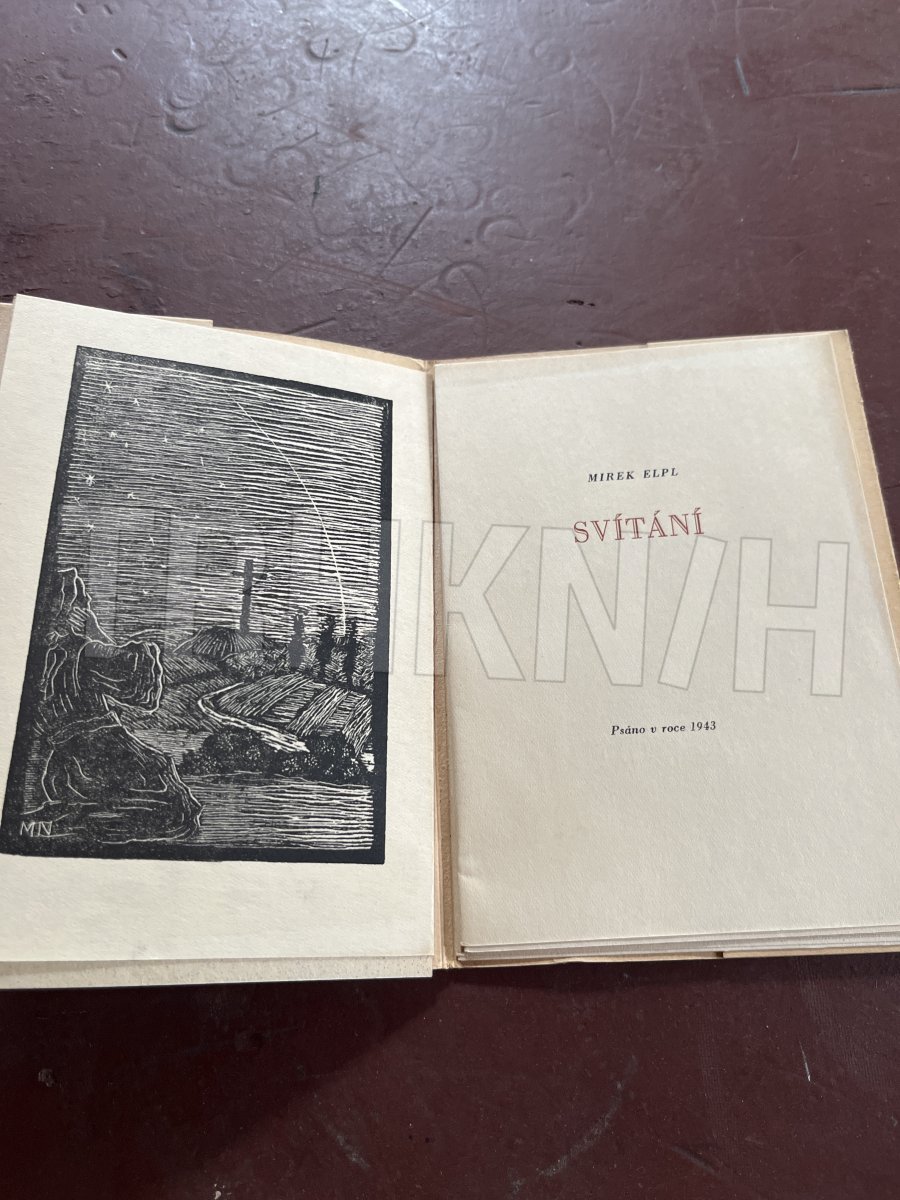 MN
MIREK ELPL
SVÍTÁNÍ
Psáno v roce 1943